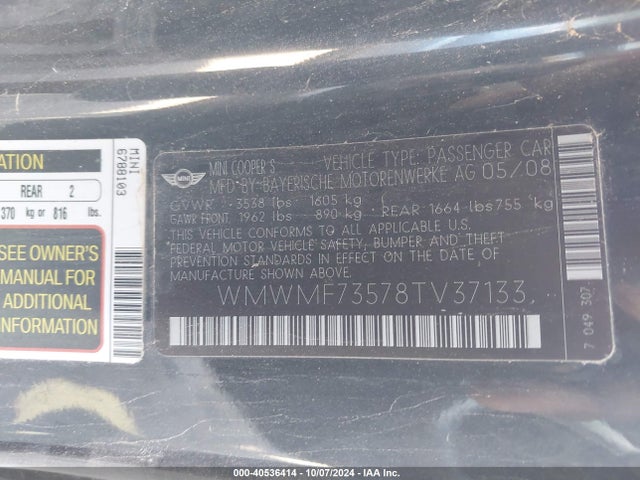 ATION
REAR 2
370 kg or 816 lbs.
SEE OWNER'S
MANUAL FOR
ADDITIONAL
INFORMATION
MINI
6788103
MINI COOPER S VEHICLE TYPE: PASSENGER CAR
MFD BY BAYERISCHE MOTORENWERKE AG 05/08
GVWR 3538 lbs 1605 kg (
GAWR FRONT 1962 lbs 890 kg REAR 1664 lbs 755 kg
THIS VEHICLE CONFORMS TO ALL APPLICABLE U.S.
FEDERAL MOTOR VEHICLE SAFETY, BUMPER AND THEFT
PREVENTION STANDARDS IN EFFECT ON THE DATE OF
MANUFACTURE SHOWN ABOVE.
WMWMF73578TV37133
7 049 307
000-40536414 | 10/07/2024 | IAA Inc.